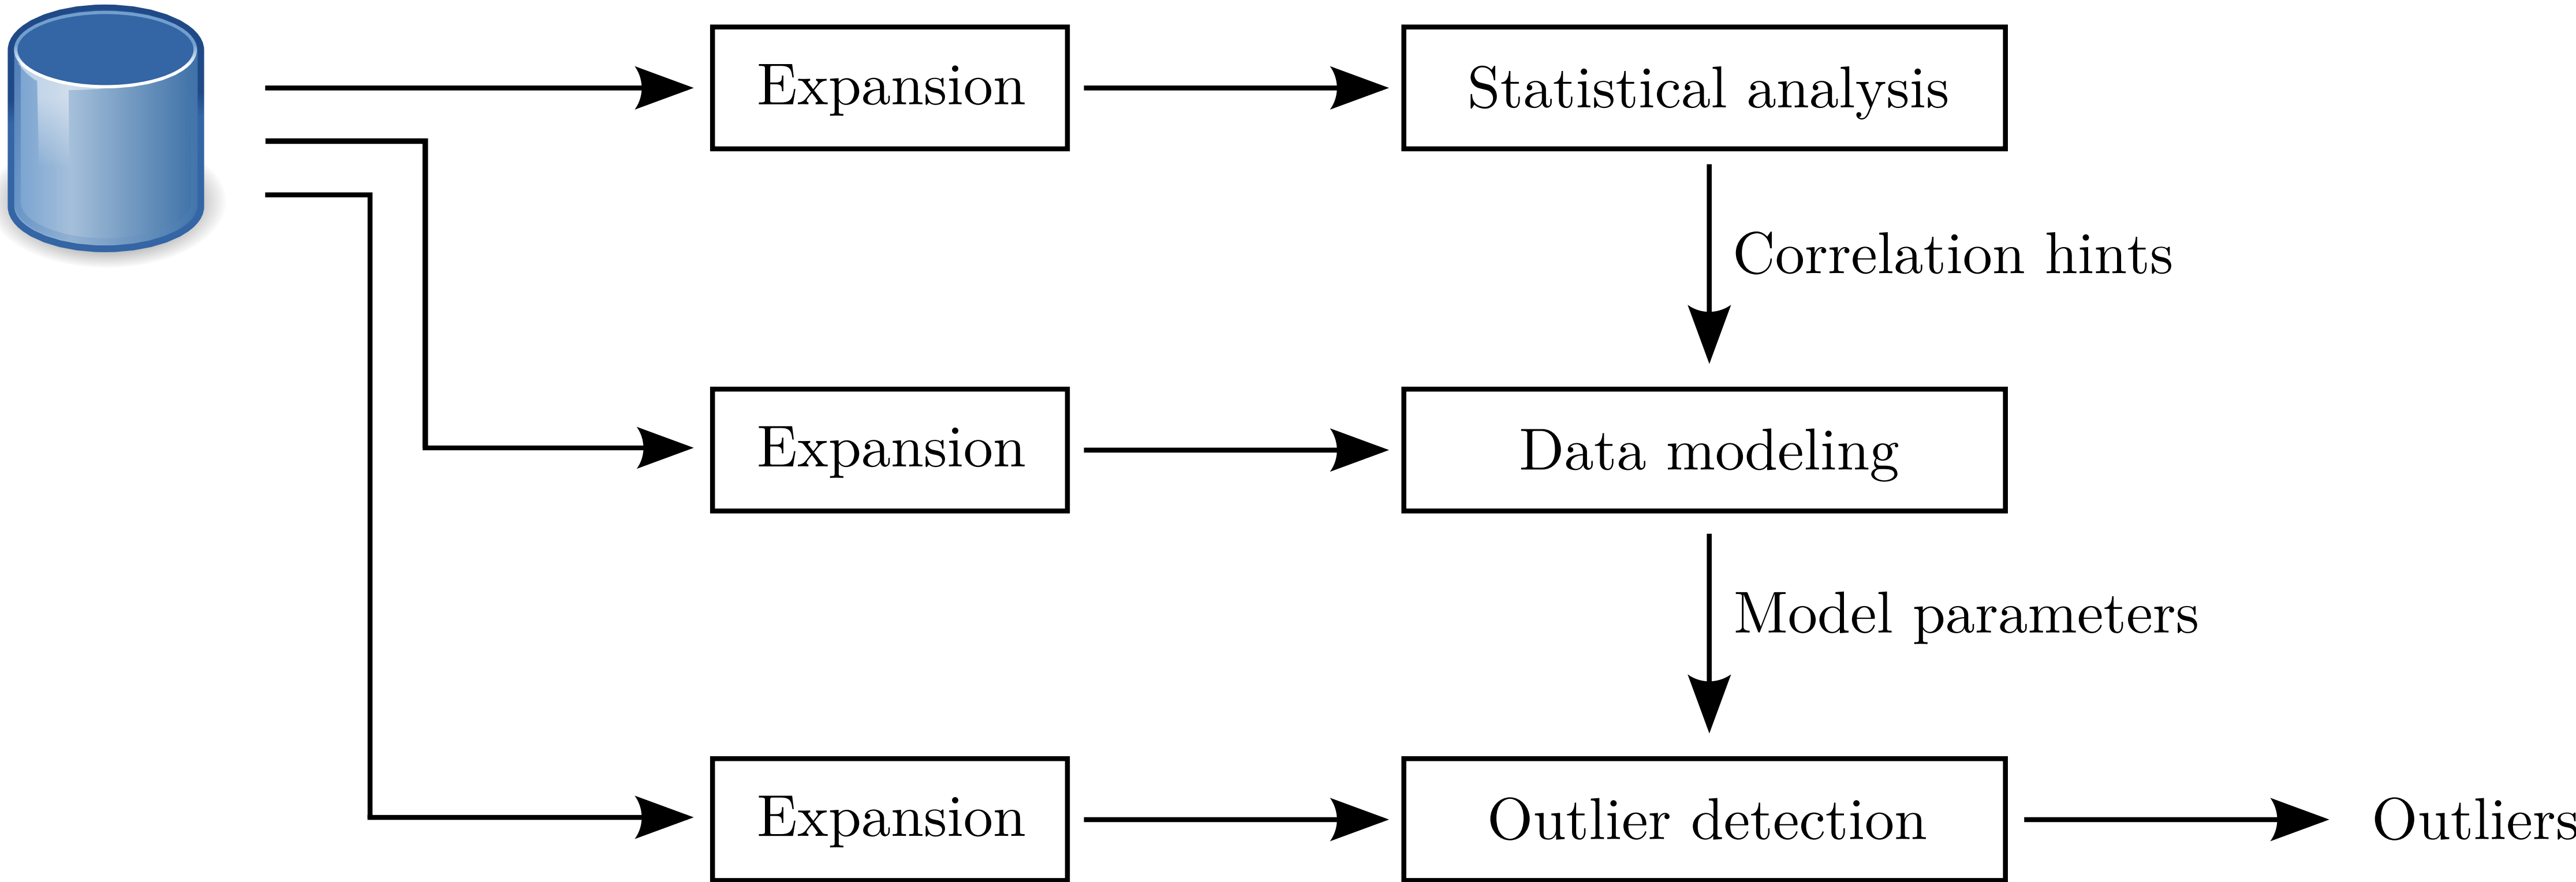 Expansion
Statistical analysis
Correlation hints
Expansion
Data modeling
Model parameters
Expansion
Outlier detection
Outliers